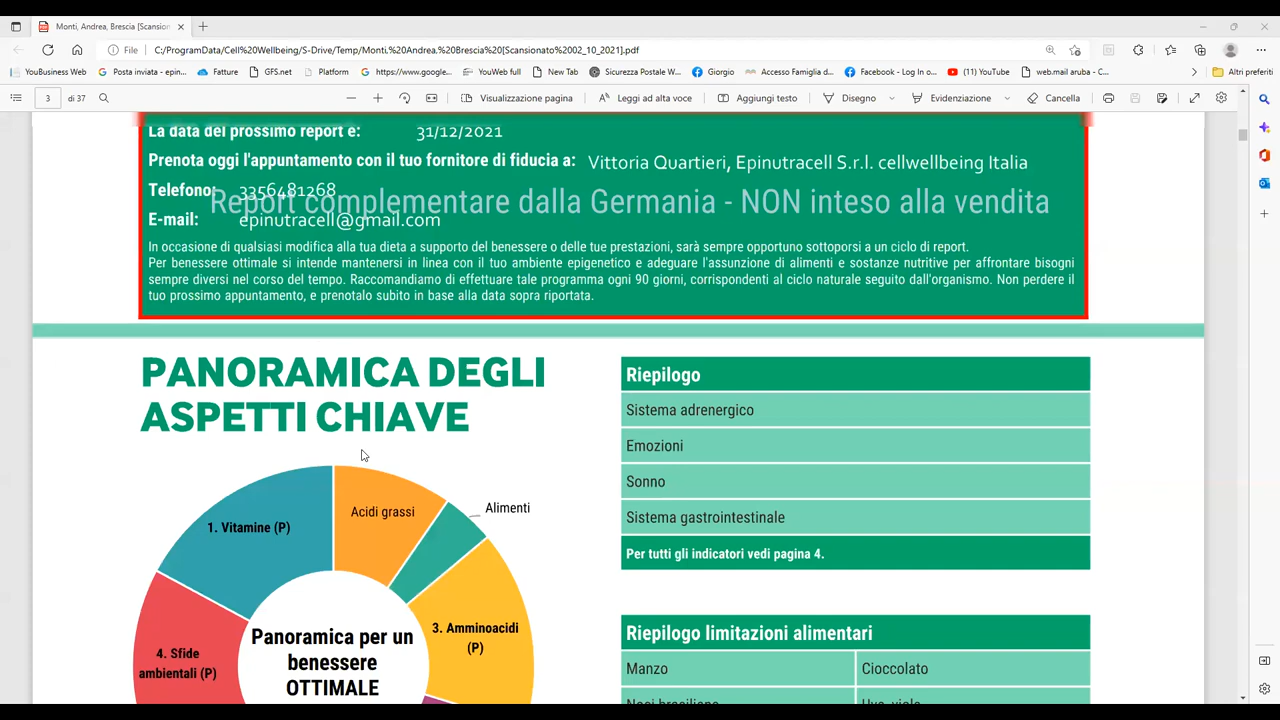 Monti, Andrea, Brescia [Scansion
File
C:/ProgramData/Cell%20Wellbeing/S-Drive/Temp/Monti.%20Andrea.%20Brescia%20[Scansionato%2002_10_2021].pdf
YouBusiness Web
Posta inviata - epin...
Fatture
GFS.net
Platform
https://www.google...
YouWeb full
New Tab
Sicurezza Postale W...
Giorgio
Accesso Famiglia d...
Facebook - Log In o...
(11) YouTube
web.mail aruba - C...
Altri preferiti
3 di 37
Visualizzazione pagina
Leggi ad alta voce
Aggiungi testo
Disegno
Evidenziazione
Cancella
La data del prossimo report è: 31/12/2021
Prenota oggi l'appuntamento con il tuo fornitore di fiducia a: Vittoria Quartieri, Epinutracell S.r.l. cellwellbeing Italia
Telefono: 3356481268
Report complementare dalla Germania - NON inteso alla vendita
E-mail: epinutracell@gmail.com
In occasione di qualsiasi modifica alla tua dieta a supporto del benessere o delle tue prestazioni, sarà sempre opportuno sottoporsi a un ciclo di report.
Per benessere ottimale si intende mantenersi in linea con il tuo ambiente epigenetico e adeguare l'assunzione di alimenti e sostanze nutritive per affrontare bisogni
sempre diversi nel corso del tempo. Raccomandiamo di effettuare tale programma ogni 90 giorni, corrispondenti al ciclo naturale seguito dall'organismo. Non perdere il
tuo prossimo appuntamento, e prenotalo subito in base alla data sopra riportata.
PANORAMICA DEGLI
ASPETTI CHIAVE
Acidi grassi
Alimenti
1. Vitamine (P)
3. Amminoacidi
(P)
4. Sfide
ambientali (P)
Panoramica per un
benessere
OTTIMALE
Riepilogo
Sistema adrenergico
Emozioni
Sonno
Sistema gastrointestinale
Per tutti gli indicatori vedi pagina 4.
Riepilogo limitazioni alimentari
Manzo
Cioccolato